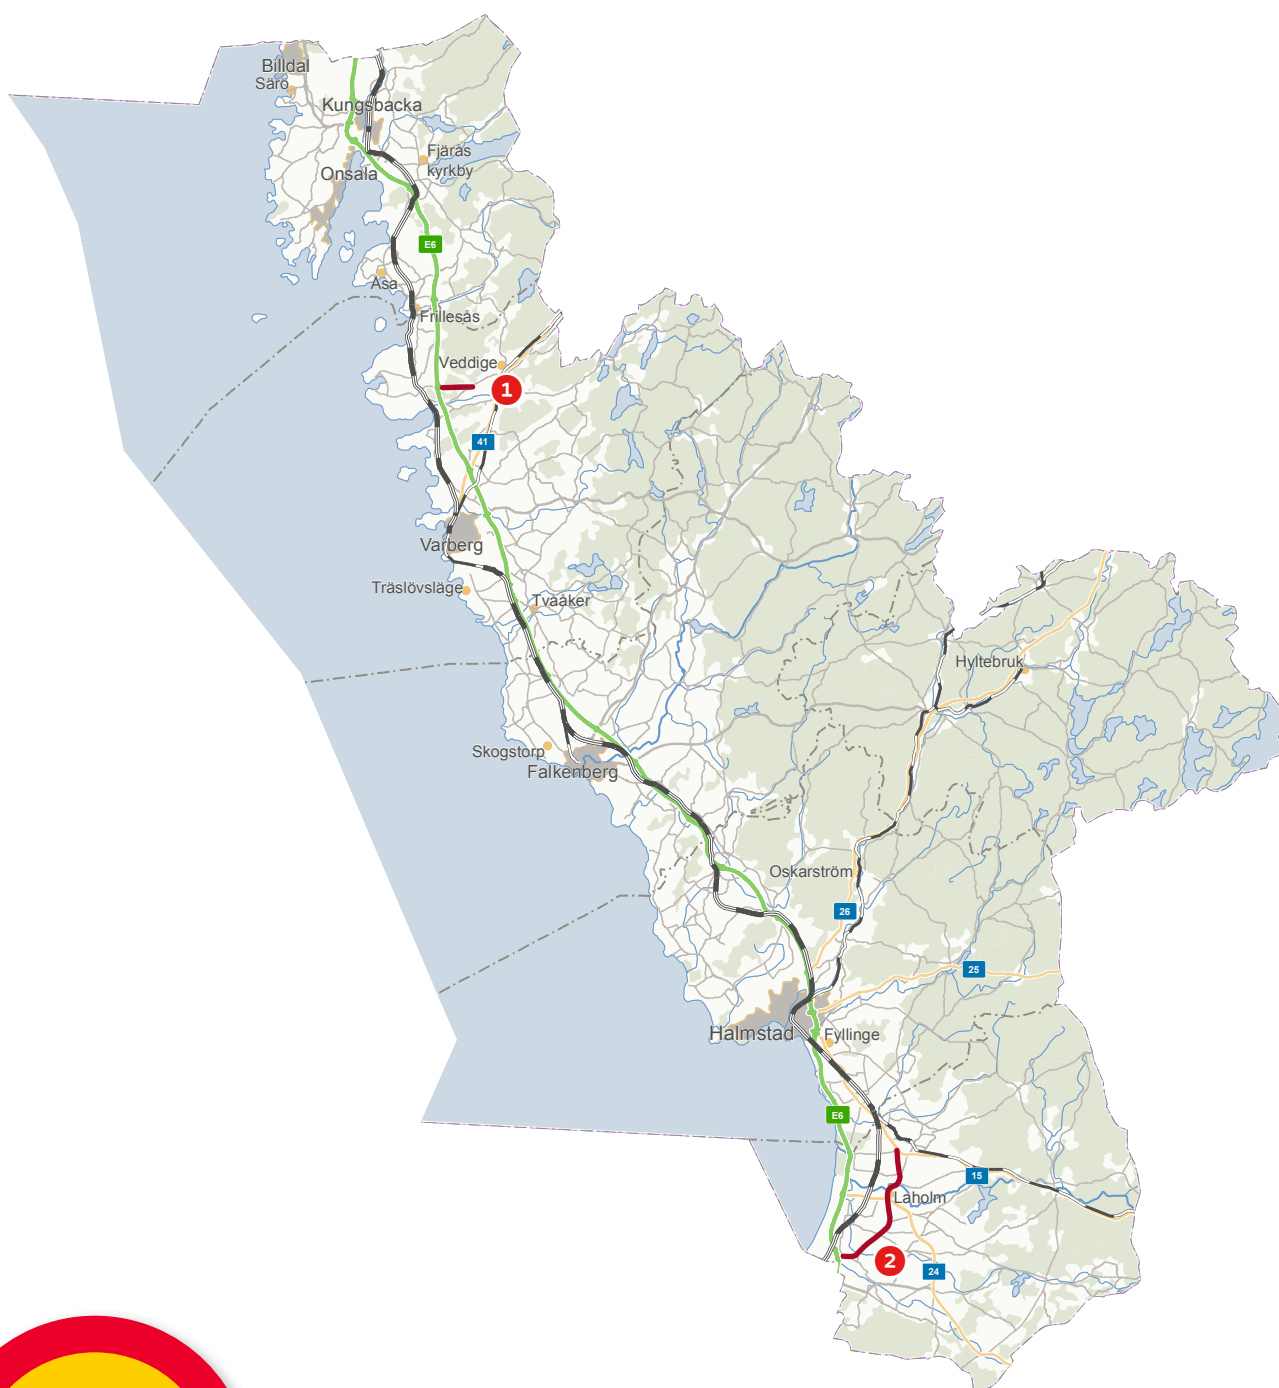 Billdal
Särö
Kungsbacka
Fjärås
kyrkby
Onsala
E6
Åsa
Frillesås
Veddige
1
41
Varberg
Träslövsläge
Tvååker
Hyltebruk
Skogstorp
Falkenberg
Oskarström
26
25
Halmstad
Fyllinge
E6
15
Laholm
2
24